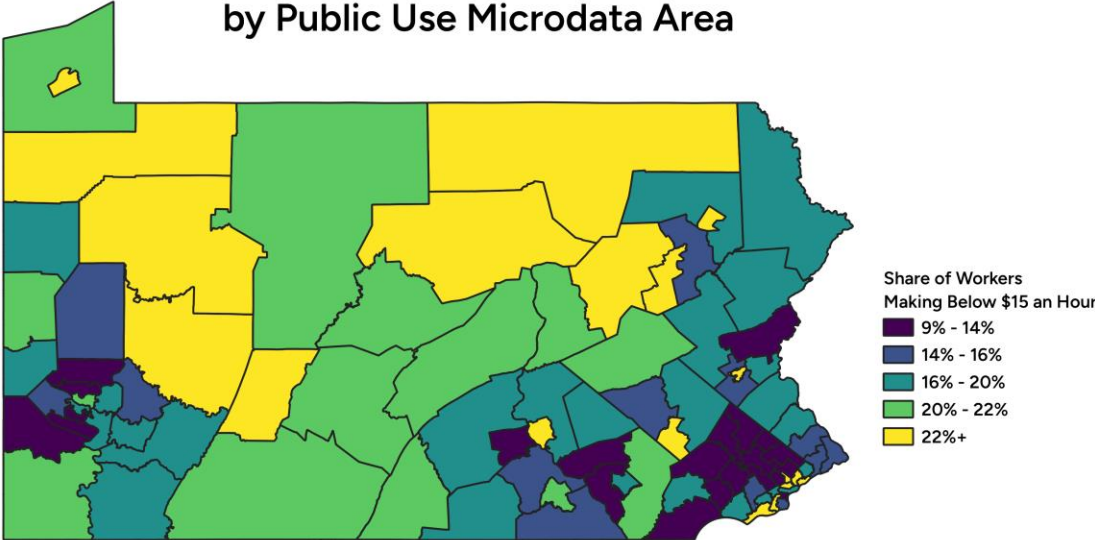 by Public Use Microdata Area
Share of Workers
Making Below $15 an Hour
9% - 14%
14% - 16%
16% - 20%
20% - 22%
22%+